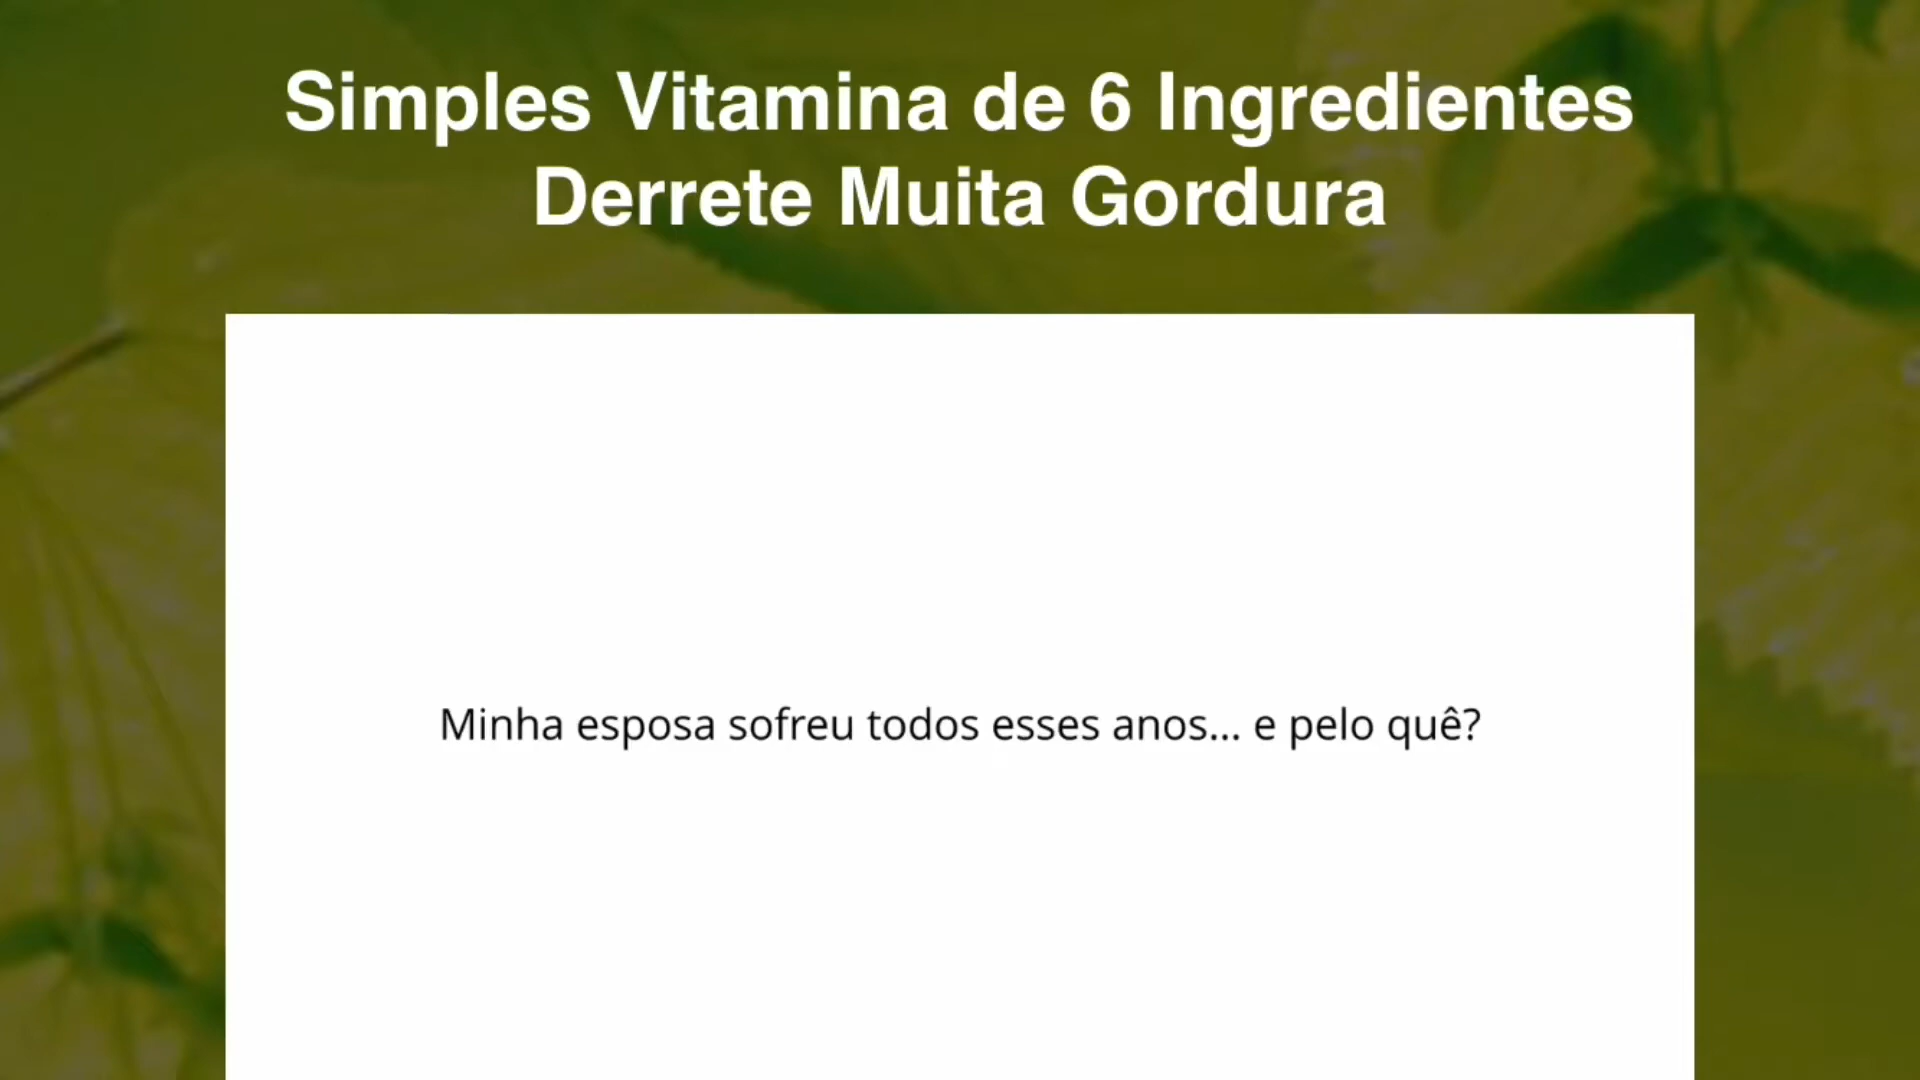 Simples Vitamina de 6 Ingredientes
Derrete Muita Gordura
Minha esposa sofreu todos esses anos... e pelo quê?